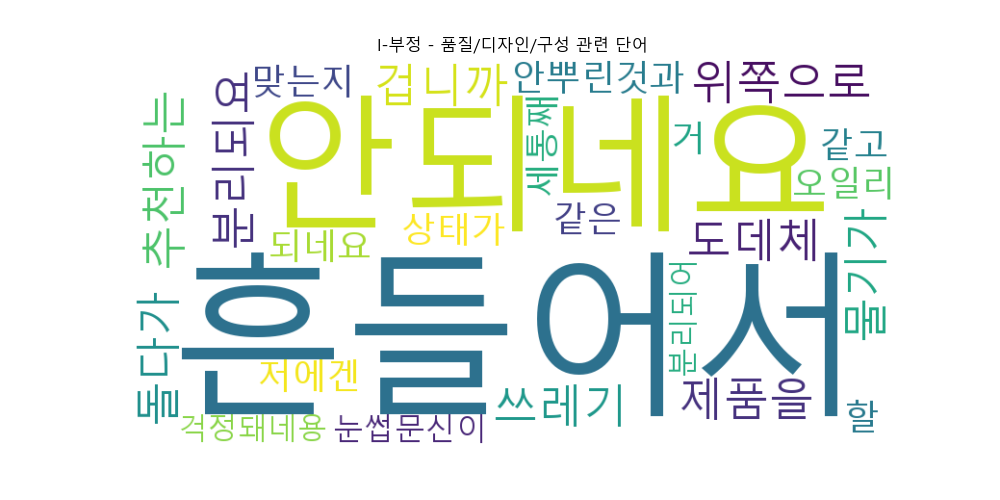 I-부정 - 품질/디자인/구성 관련 단어
맞는지
겁니까
안뿌린것과
위쪽으로
추천하는
분리되요
안되네요
세통째
거
같고
오일리
되네요
상태가
같은
도데체
물기가
돌다가
흔들어서
분리되어
저에겐
쓰레기
제품을
할
걱정돼네용
눈썹문신이